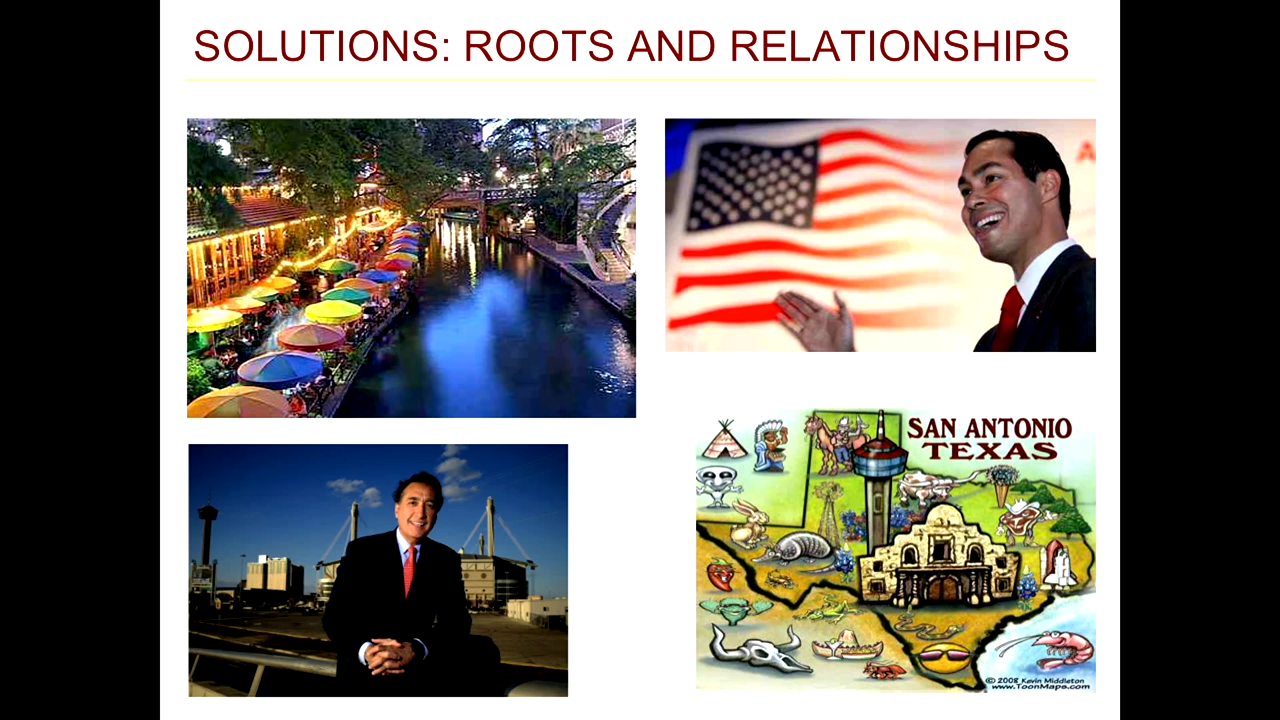 SOLUTIONS: ROOTS AND RELATIONSHIPS
A
SAN ANTONIO
TEXAS
© 2008 Kevin Middleton
www.ToonMaps.com